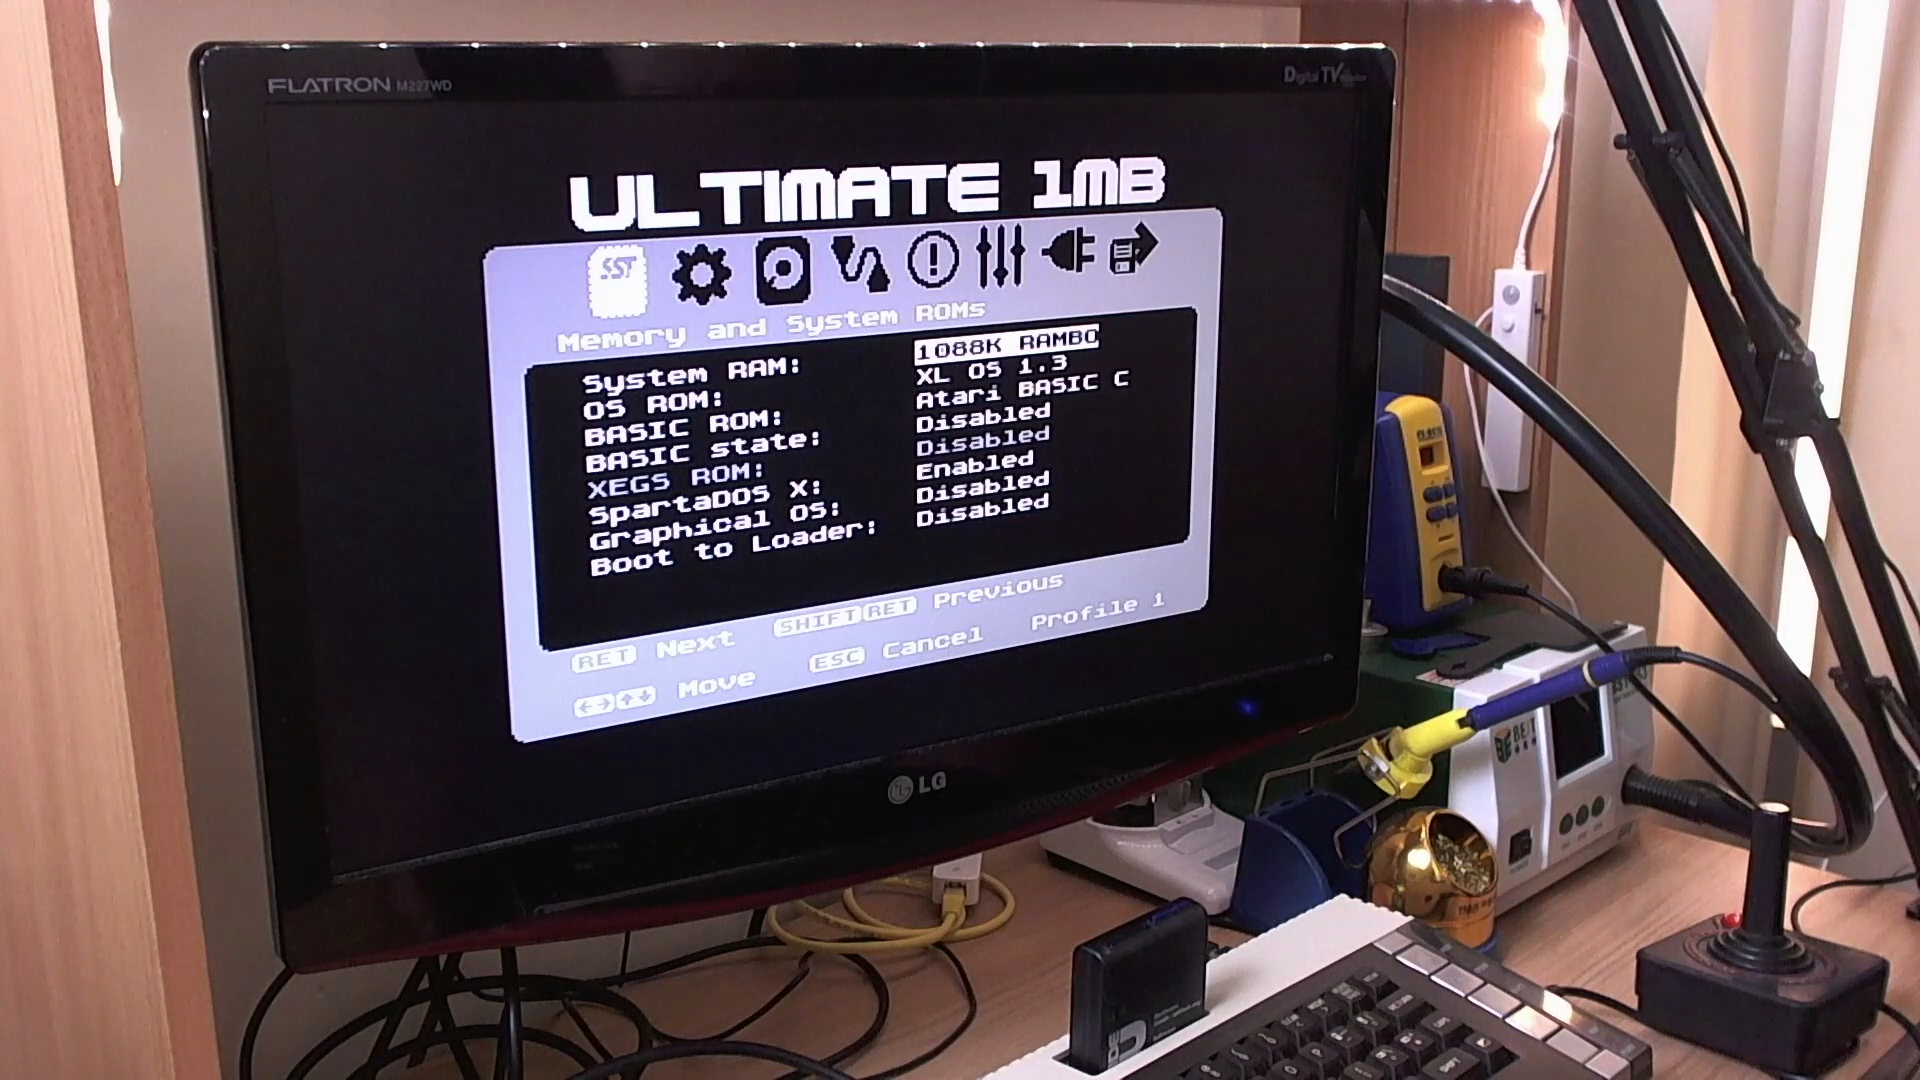 FLATRON M227WD
Digital TV
ULTIMATE 1MB
SST
Memory and System ROMs
System RAM: 1088K RAMBO
OS ROM: XL OS 1.3
BASIC ROM: Atari BASIC C
BASIC state: Disabled
XEGS ROM: Disabled
SpartaDOS X: Enabled
Graphical OS: Disabled
Boot to Loader: Disabled
RET Next SHIFT RET Previous
Move ESC Cancel Profile 1
LG
BEST